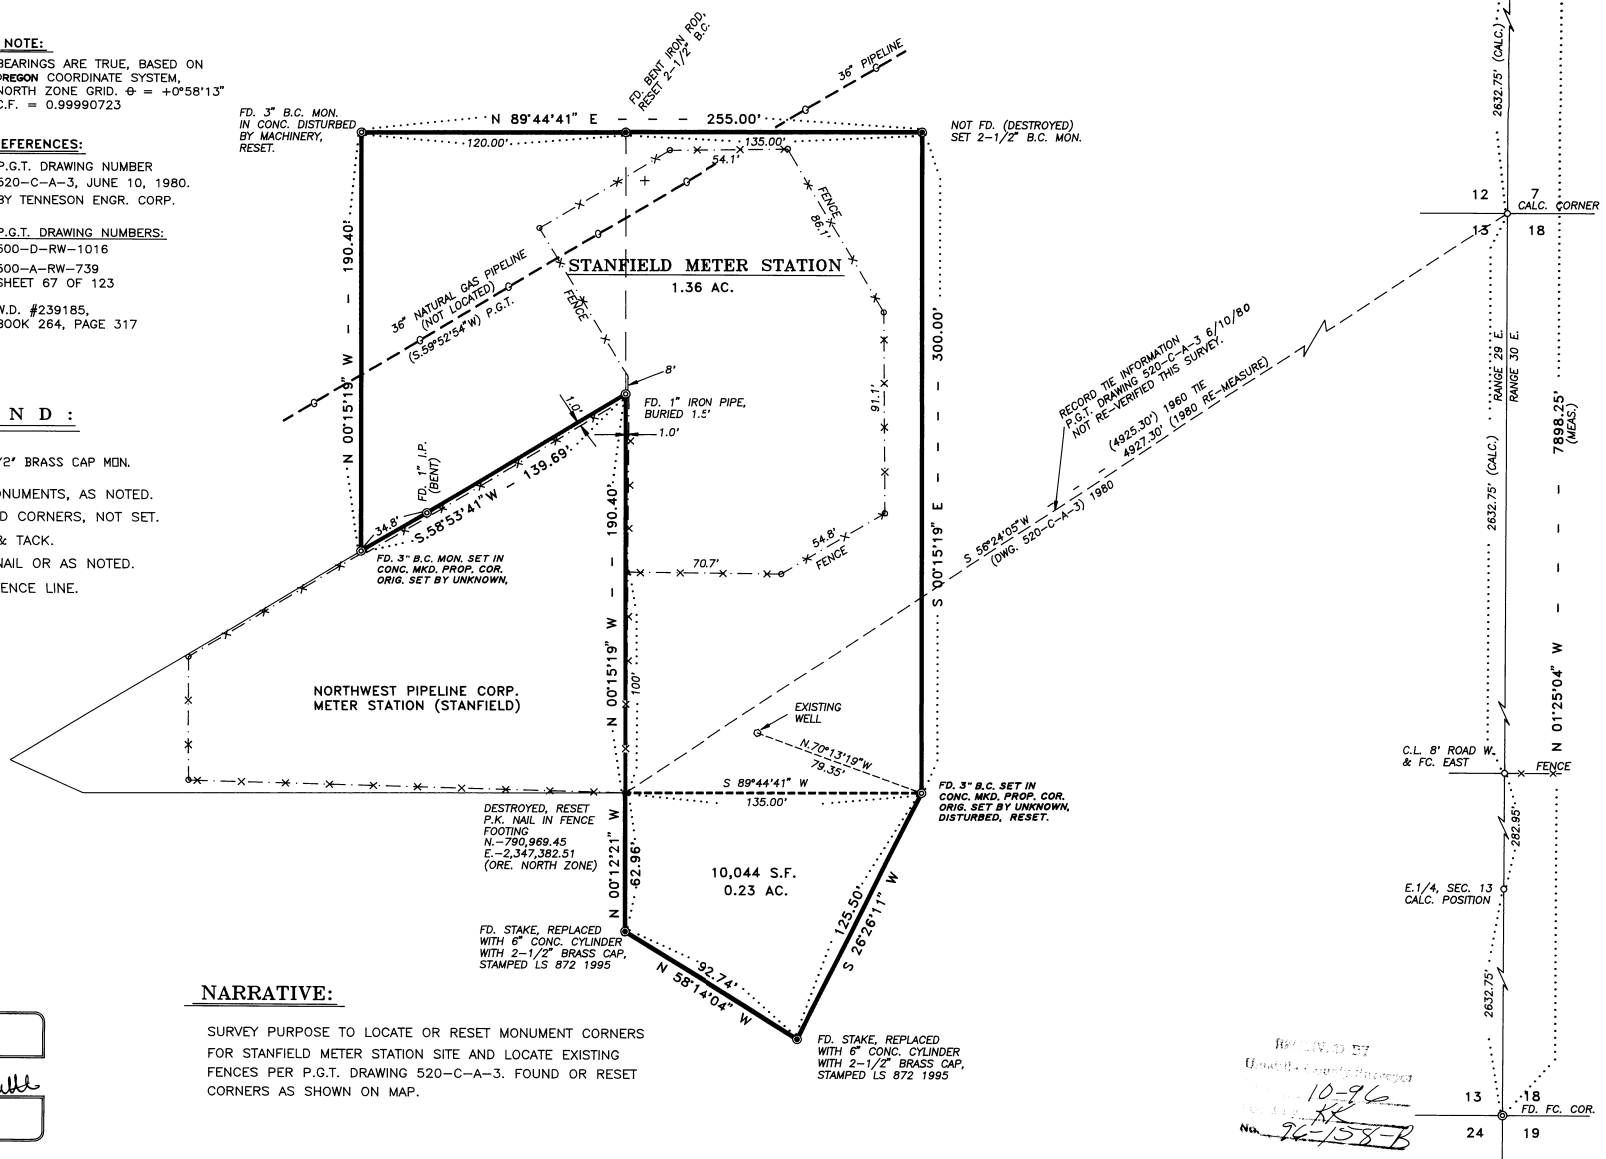 NOTE:
BEARINGS ARE TRUE, BASED ON
OREGON COORDINATE SYSTEM,
NORTH ZONE GRID. θ = +0°58'13"
C.F. = 0.99990723
EFERENCES:
P.G.T. DRAWING NUMBER
520-C-A-3, JUNE 10, 1980.
BY TENNESON ENGR. CORP.
P.G.T. DRAWING NUMBERS:
500-D-RW-1016
500-A-RW-739
SHEET 67 OF 123
W.D. #239185,
BOOK 264, PAGE 317
N D :
/2" BRASS CAP MON.
ONUMENTS, AS NOTED.
D CORNERS, NOT SET.
& TACK.
NAIL OR AS NOTED.
ENCE LINE.
FD. 3" B.C. MON.
IN CONC. DISTURBED
BY MACHINERY,
RESET.
N 89°44'41" E - - - 255.00'
120.00'
135.00'
FD. BENT IRON ROD,
RESET 2-1/2" B.C.
36" PIPELINE
NOT FD. (DESTROYED)
SET 2-1/2" B.C. MON.
54.1'
FENCE
86.1'
N 00°15'19" W - - 190.40'
36" NATURAL GAS PIPELINE
(NOT LOCATED)
(S.59°52'54"W) P.G.T.
FENCE
STANFIELD METER STATION
1.36 AC.
8'
1.0'
FD. 1" IRON PIPE,
BURIED 1.5'
1.0'
91.1'
S 00°15'19" E - - - - 300.00'
FD. 1" I.P.
(BENT)
34.8'
S.58°53'41"W - 139.69'
FD. 3" B.C. MON. SET IN
CONC. MKD. PROP. COR.
ORIG. SET BY UNKNOWN,
N 00°15'19" W - - 190.40'
70.7'
54.8'
FENCE
100'
NORTHWEST PIPELINE CORP.
METER STATION (STANFIELD)
EXISTING
WELL
N.70°13'19"W
79.35'
S 89°44'41" W
135.00'
FD. 3" B.C. SET IN
CONC. MKD. PROP. COR.
ORIG. SET BY UNKNOWN,
DISTURBED, RESET.
DESTROYED, RESET
P.K. NAIL IN FENCE
FOOTING
N.-790,969.45
E.-2,347,382.51
(ORE. NORTH ZONE)
N 00°12'21" W
62.96'
10,044 S.F.
0.23 AC.
125.50'
S 26°26'11" W
FD. STAKE, REPLACED
WITH 6" CONC. CYLINDER
WITH 2-1/2" BRASS CAP,
STAMPED LS 872 1995
92.74'
N 58°14'04" W
FD. STAKE, REPLACED
WITH 6" CONC. CYLINDER
WITH 2-1/2" BRASS CAP,
STAMPED LS 872 1995
NARRATIVE:
SURVEY PURPOSE TO LOCATE OR RESET MONUMENT CORNERS
FOR STANFIELD METER STATION SITE AND LOCATE EXISTING
FENCES PER P.G.T. DRAWING 520-C-A-3. FOUND OR RESET
CORNERS AS SHOWN ON MAP.
RECORD TIE INFORMATION
P.G.T. DRAWING 520-C-A-3 6/10/80
NOT RE-VERIFIED THIS SURVEY.
(4925.30') 1960 TIE
4927.30' (1980 RE-MEASURE)
S 56°24'05"W
(DWG. 520-C-A-3) 1980
2632.75' (CALC.)
12 7
CALC. CORNER
13 18
RANGE 29 E.
RANGE 30 E.
2632.75' (CALC.)
7898.25'
(MEAS.)
N 01°25'04" W
C.L. 8' ROAD W.
& FC. EAST
FENCE
282.95'
E.1/4, SEC. 13
CALC. POSITION
2632.75'
13 18
FD. FC. COR.
24 19
RECEIVED BY
Umatilla County Surveyor
10-96
KK
No. 96-158-B